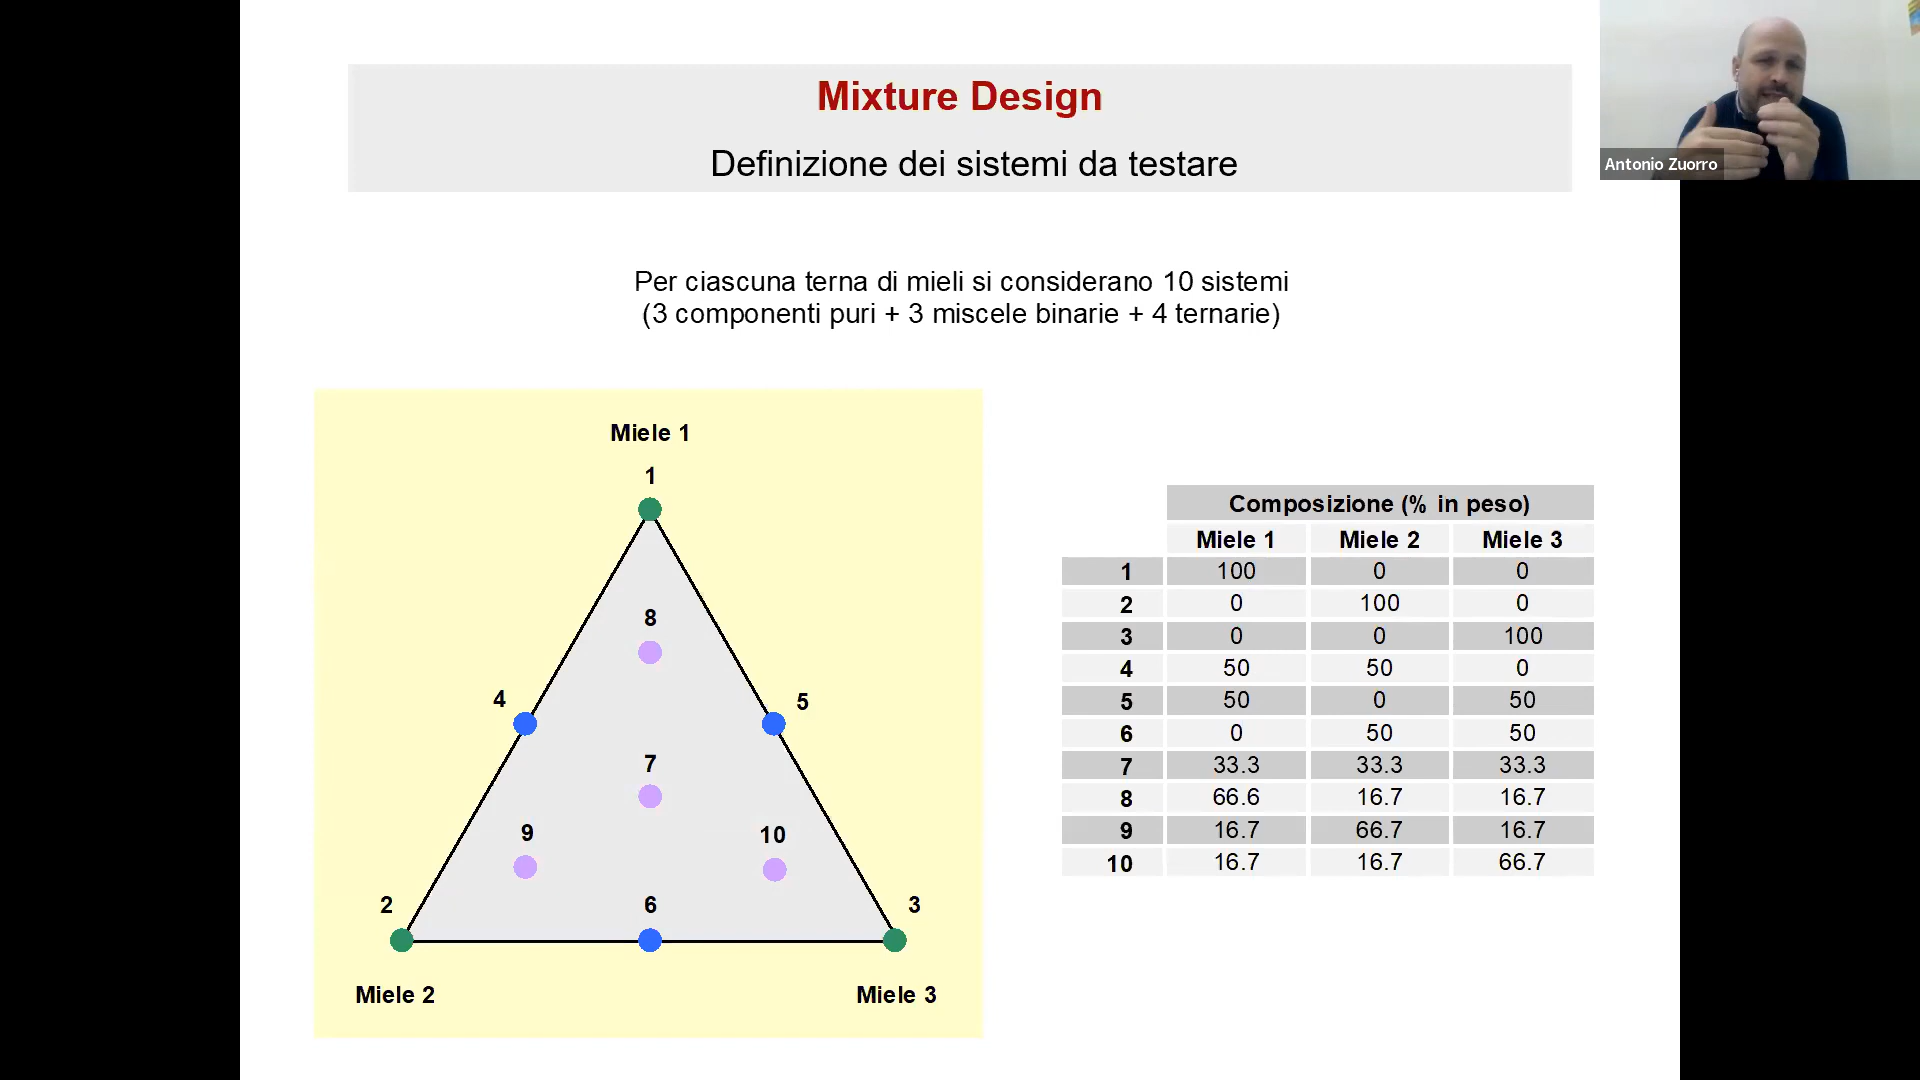 Mixture Design
Definizione dei sistemi da testare
Antonio Zuorro
Per ciascuna terna di mieli si considerano 10 sistemi
(3 componenti puri + 3 miscele binarie + 4 ternarie)
Miele 1
1
8
4
5
7
9
10
2
6
3
Miele 2
Miele 3
Composizione (% in peso)
Miele 1 Miele 2 Miele 3
1 100 0 0
2 0 100 0
3 0 0 100
4 50 50 0
5 50 0 50
6 0 50 50
7 33.3 33.3 33.3
8 66.6 16.7 16.7
9 16.7 66.7 16.7
10 16.7 16.7 66.7